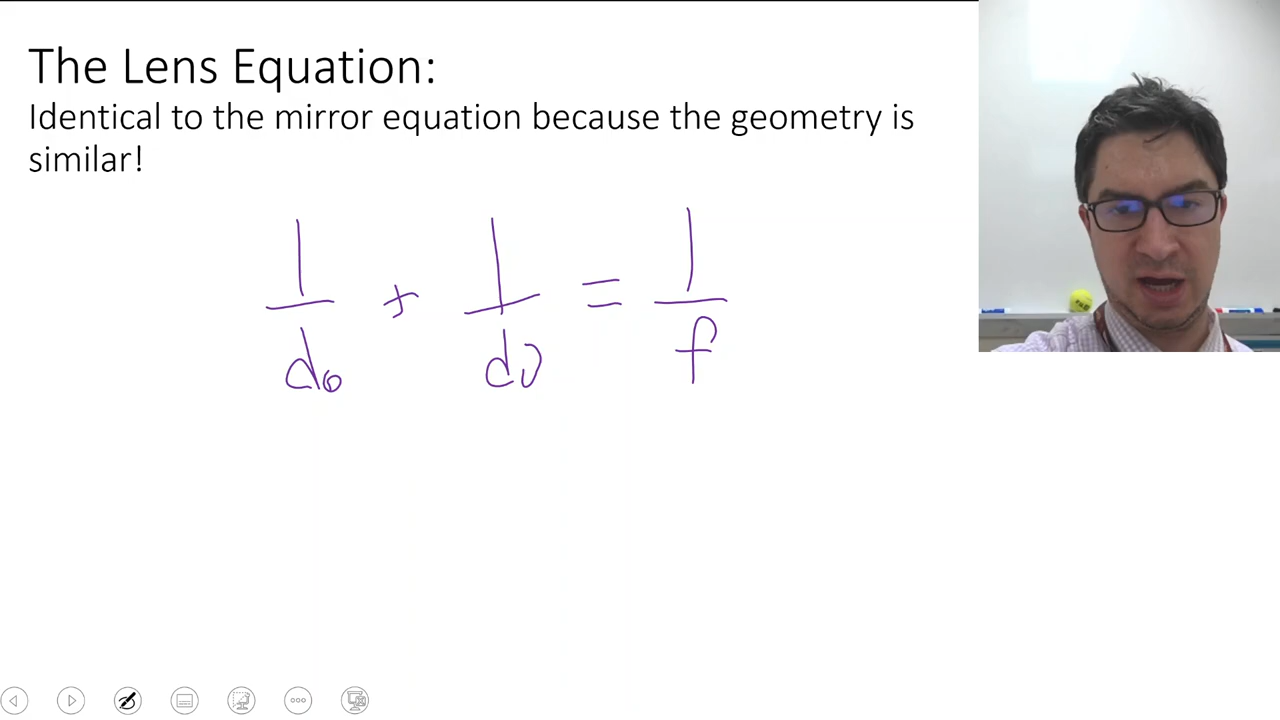 The Lens Equation:
Identical to the mirror equation because the geometry is
similar!
1 + 1 = 1
do di f